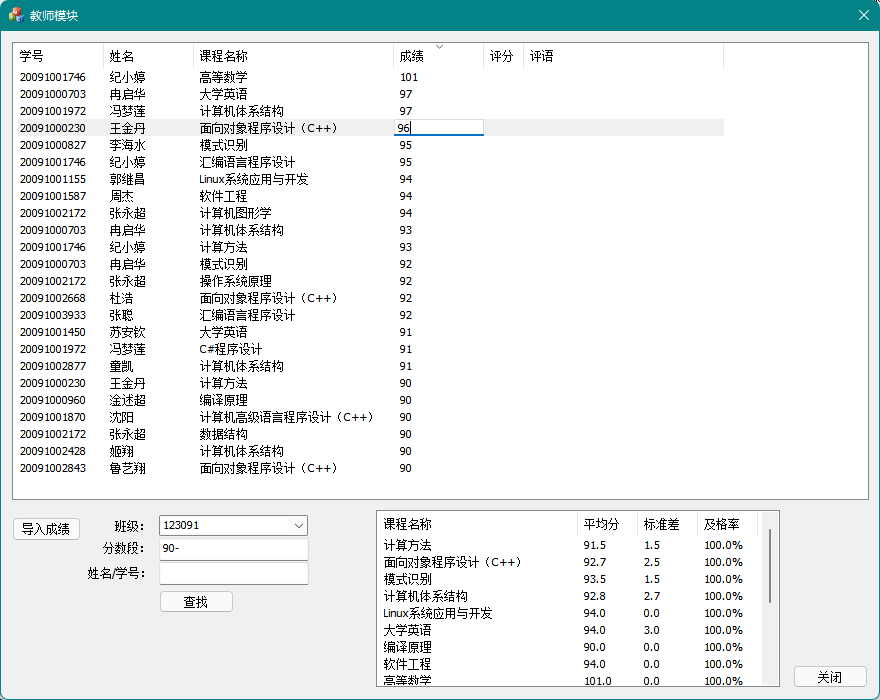 教师模块
学号 姓名 课程名称 成绩 评分 评语
20091001746 纪小婷 高等数学 101
20091000703 冉启华 大学英语 97
20091001972 冯梦莲 计算机体系结构 97
20091000230 王金丹 面向对象程序设计（C++） 96
20091000827 李海水 模式识别 95
20091001746 纪小婷 汇编语言程序设计 95
20091001155 郭继昌 Linux系统应用与开发 94
20091001587 周杰 软件工程 94
20091002172 张永超 计算机图形学 94
20091000703 冉启华 计算机体系结构 93
20091001746 纪小婷 计算方法 93
20091000703 冉启华 模式识别 92
20091002172 张永超 操作系统原理 92
20091002668 杜浩 面向对象程序设计（C++） 92
20091003933 张聪 汇编语言程序设计 92
20091001450 苏安钦 大学英语 91
20091001972 冯梦莲 C#程序设计 91
20091002877 童凯 计算机体系结构 91
20091000230 王金丹 计算方法 90
20091000960 淦述超 编译原理 90
20091001870 沈阳 计算机高级语言程序设计（C++） 90
20091002172 张永超 数据结构 90
20091002428 姬翔 计算机体系结构 90
20091002843 鲁艺翔 面向对象程序设计（C++） 90
导入成绩
班级： 123091
分数段： 90-
姓名/学号：
查找
课程名称 平均分 标准差 及格率
计算方法 91.5 1.5 100.0%
面向对象程序设计（C++） 92.7 2.5 100.0%
模式识别 93.5 1.5 100.0%
计算机体系结构 92.8 2.7 100.0%
Linux系统应用与开发 94.0 0.0 100.0%
大学英语 94.0 3.0 100.0%
编译原理 90.0 0.0 100.0%
软件工程 94.0 0.0 100.0%
高等数学 101.0 0.0 100.0%
关闭